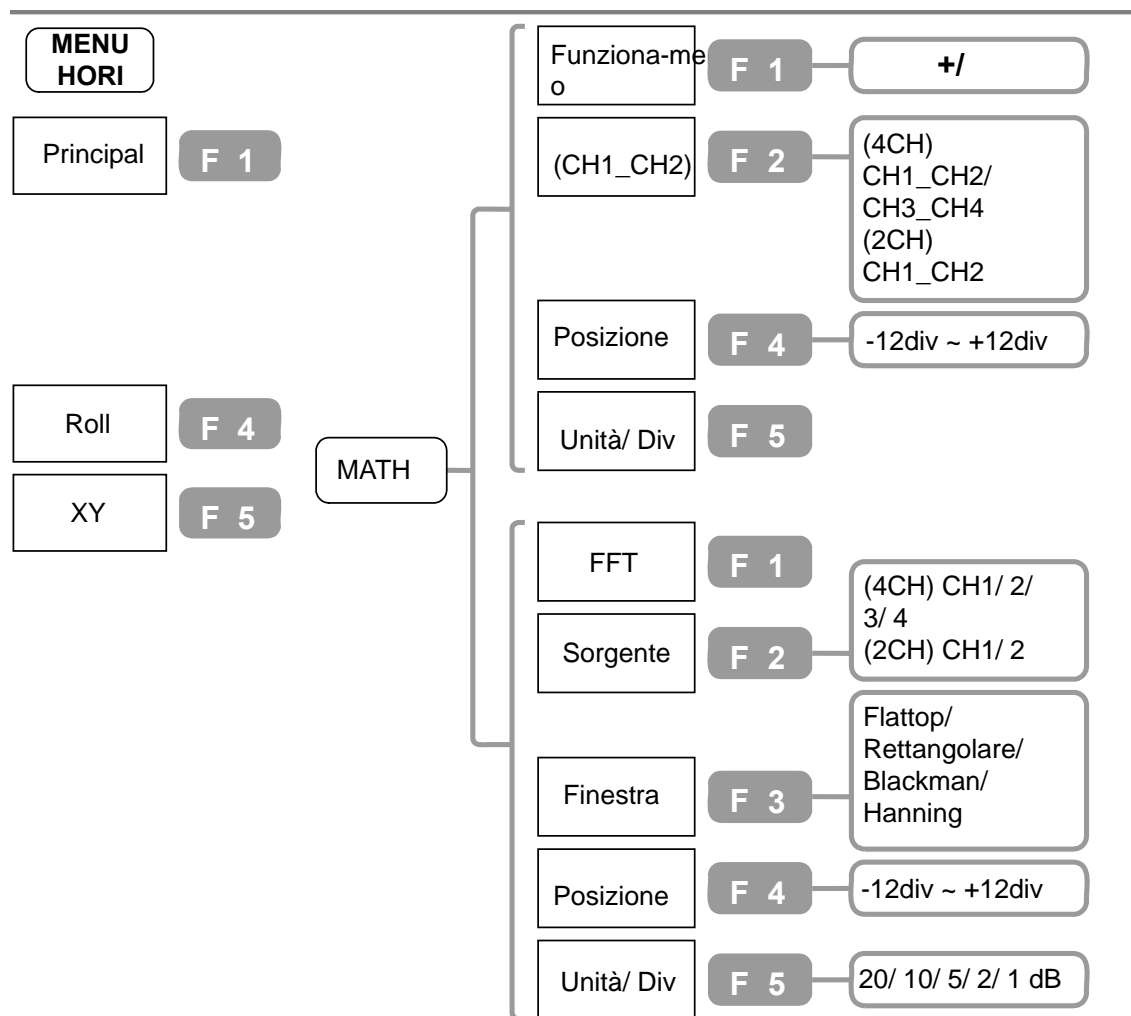 MENU
HORI
Principal
F 1
Roll
F 4
XY
F 5
MATH
Funziona-me
o
F 1
+/
(CH1_CH2)
F 2
(4CH)
CH1_CH2/
CH3_CH4
(2CH)
CH1_CH2
Posizione
F 4
-12div ~ +12div
Unità/ Div
F 5
FFT
F 1
Sorgente
F 2
(4CH) CH1/ 2/
3/ 4
(2CH) CH1/ 2
Finestra
F 3
Flattop/
Rettangolare/
Blackman/
Hanning
Posizione
F 4
-12div ~ +12div
Unità/ Div
F 5
20/ 10/ 5/ 2/ 1 dB